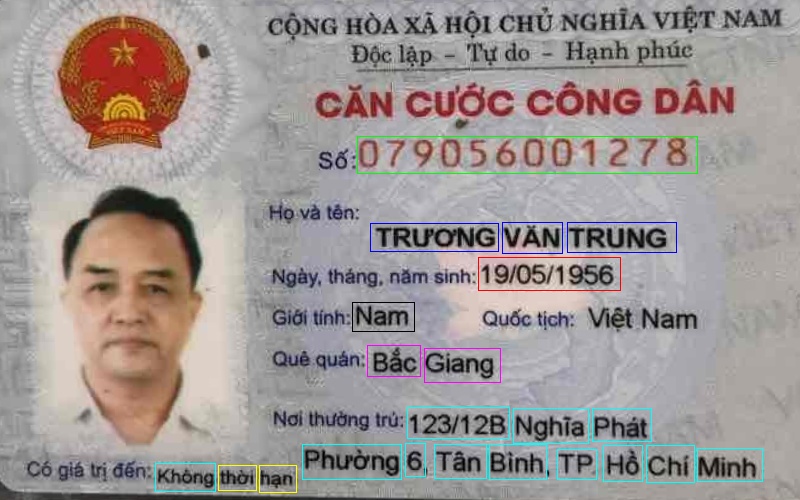 CỘNG HÒA XÃ HỘI CHỦ NGHĨA VIỆT NAM
Độc lập – Tự do – Hạnh phúc
CĂN CƯỚC CÔNG DÂN
VIỆT NAM
Số: 079056001278
Họ và tên:
TRƯƠNG VĂN TRUNG
Ngày, tháng, năm sinh: 19/05/1956
Giới tính: Nam Quốc tịch: Việt Nam
Quê quán: Bắc Giang
Nơi thường trú: 123/12B Nghĩa Phát
Phường 6, Tân Bình, TP Hồ Chí Minh
Có giá trị đến: Không thời hạn